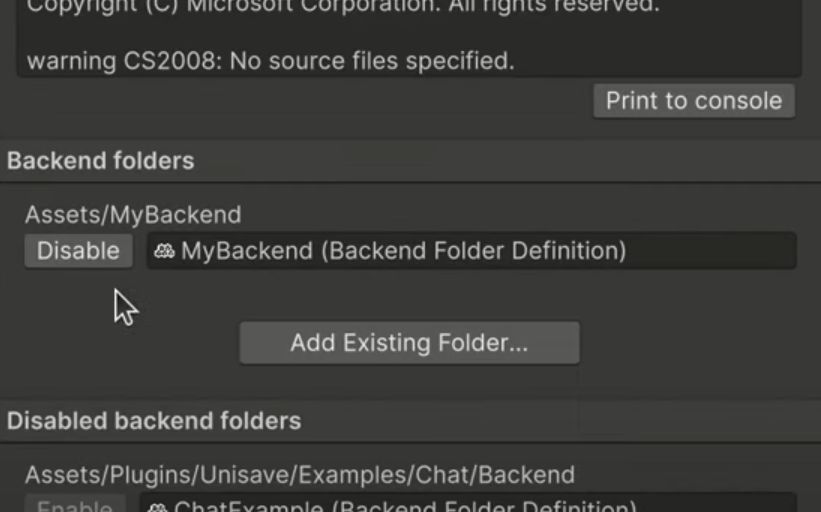 Copyright (C) Microsoft Corporation. All rights reserved.
warning CS2008: No source files specified.
Print to console
Backend folders
Assets/MyBackend
Disable MyBackend (Backend Folder Definition)
Add Existing Folder...
Disabled backend folders
Assets/Plugins/Unisave/Examples/Chat/Backend
Enable ChatExample (Backend Folder Definition)